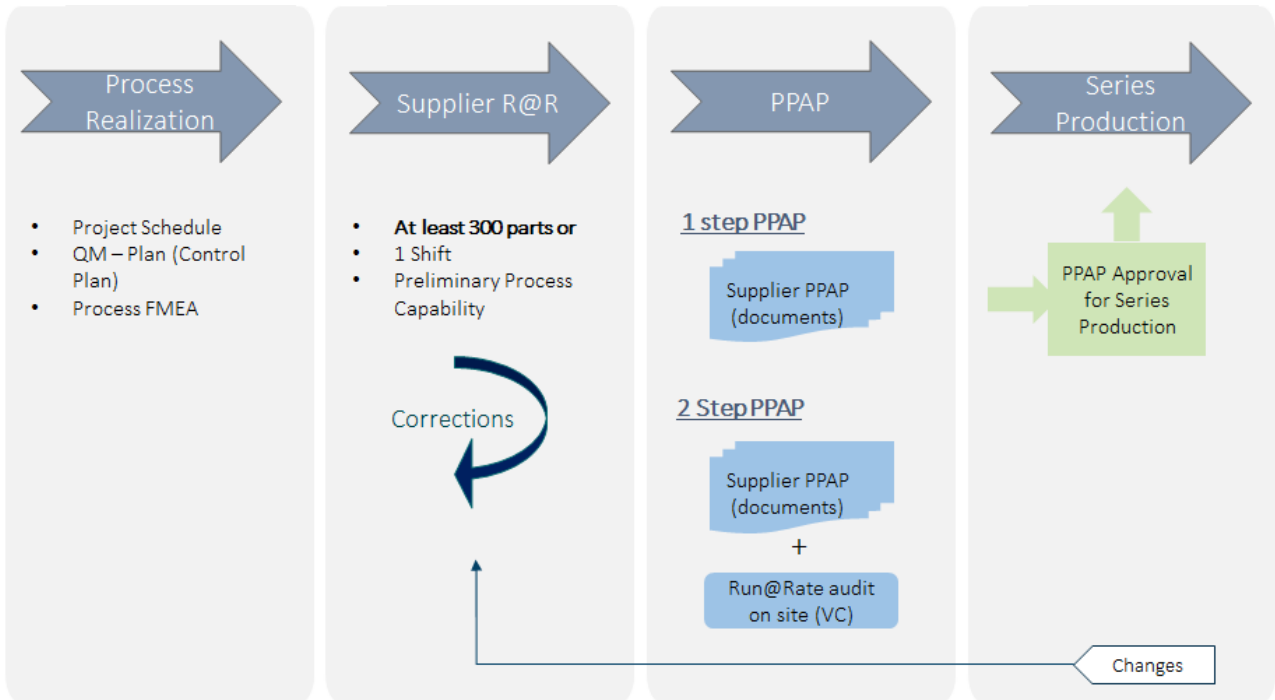 Process
Realization
• Project Schedule
• QM – Plan (Control
Plan)
• Process FMEA
Supplier R@R
• At least 300 parts or
• 1 Shift
• Preliminary Process
Capability
Corrections
PPAP
1 step PPAP
Supplier PPAP
(documents)
2 Step PPAP
Supplier PPAP
(documents)
+
Run@Rate audit
on site (VC)
Series
Production
PPAP Approval
for Series
Production
Changes